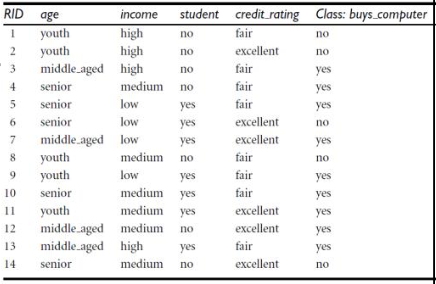 RID age income student credit_rating Class: buys_computer
1 youth high no fair no
2 youth high no excellent no
3 middle_aged high no fair yes
4 senior medium no fair yes
5 senior low yes fair yes
6 senior low yes excellent no
7 middle_aged low yes excellent yes
8 youth medium no fair no
9 youth low yes fair yes
10 senior medium yes fair yes
11 youth medium yes excellent yes
12 middle_aged medium no excellent yes
13 middle_aged high yes fair yes
14 senior medium no excellent no